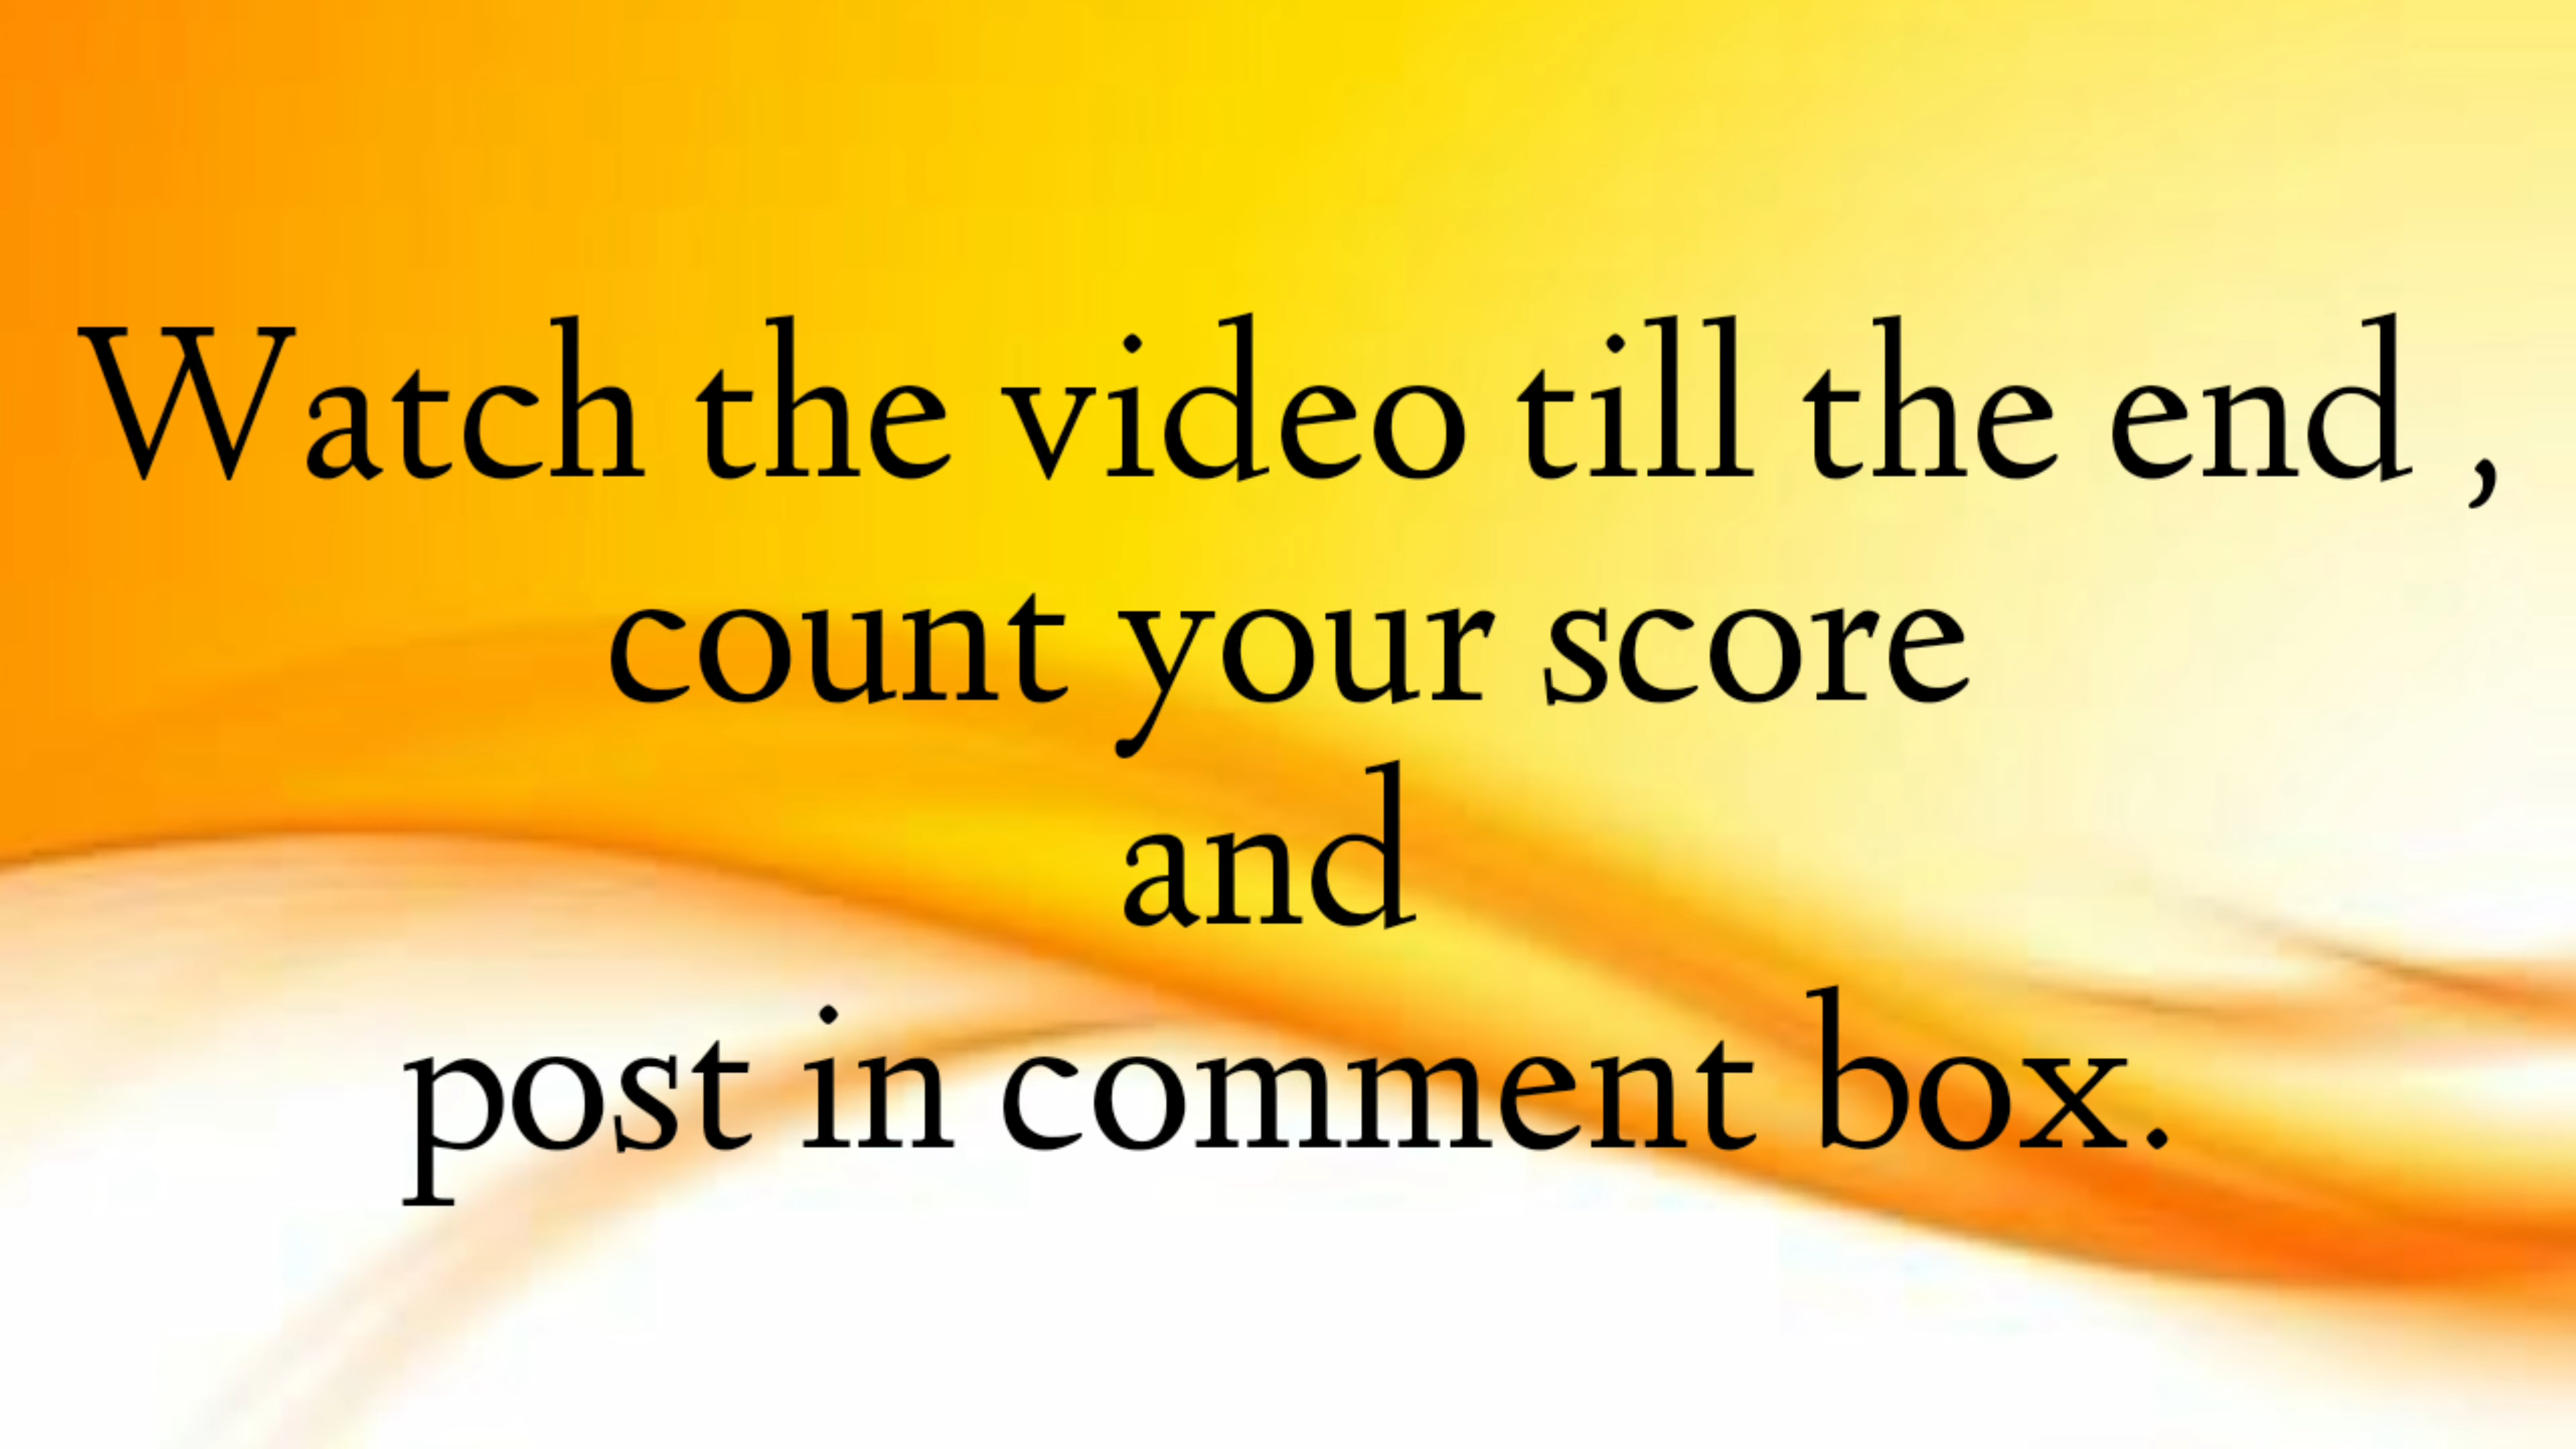 Watch the video till the end ,
count your score
and
post in comment box.